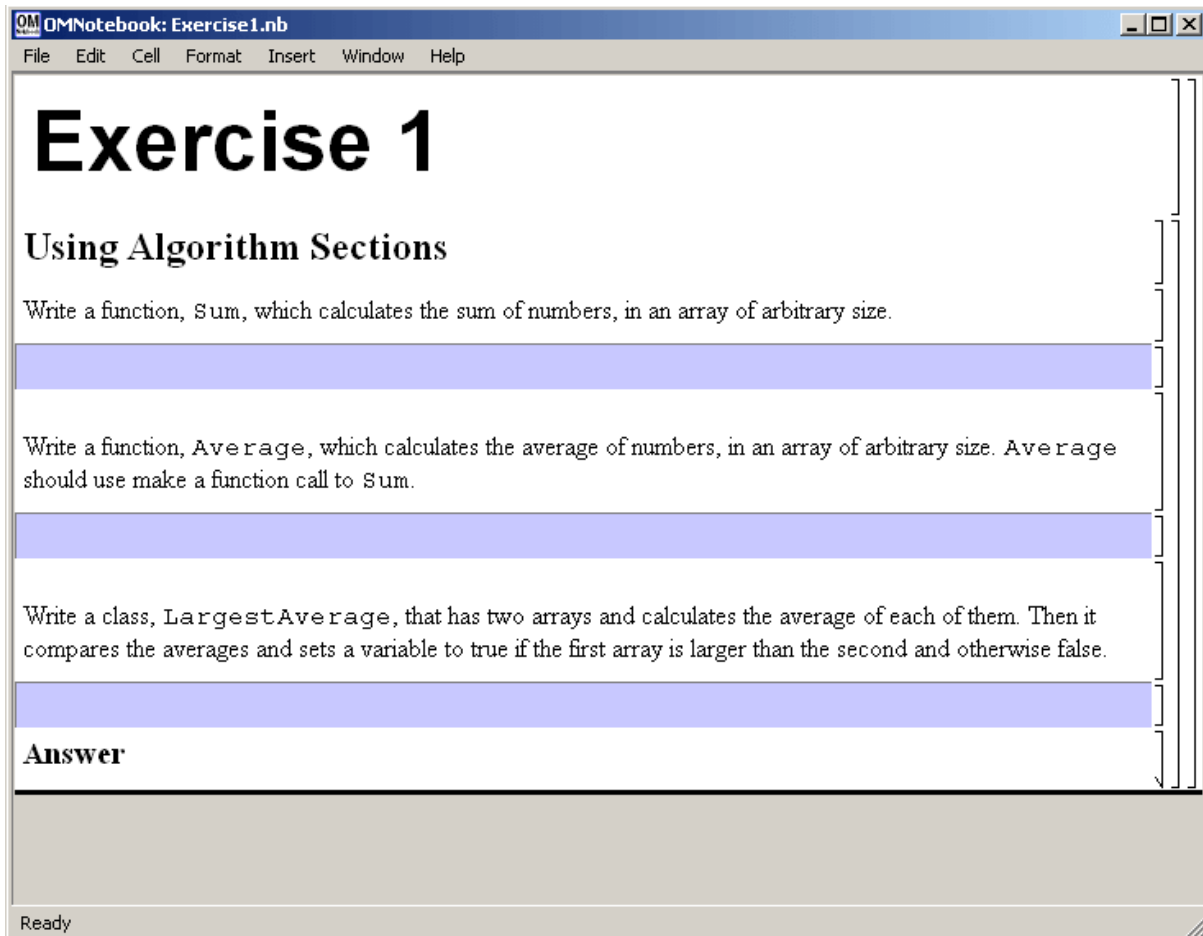 OMNotebook: Exercise1.nb
File Edit Cell Format Insert Window Help
Exercise 1
Using Algorithm Sections
Write a function, Sum, which calculates the sum of numbers, in an array of arbitrary size.
Write a function, Average, which calculates the average of numbers, in an array of arbitrary size. Average
should use make a function call to Sum.
Write a class, LargestAverage, that has two arrays and calculates the average of each of them. Then it
compares the averages and sets a variable to true if the first array is larger than the second and otherwise false.
Answer
Ready